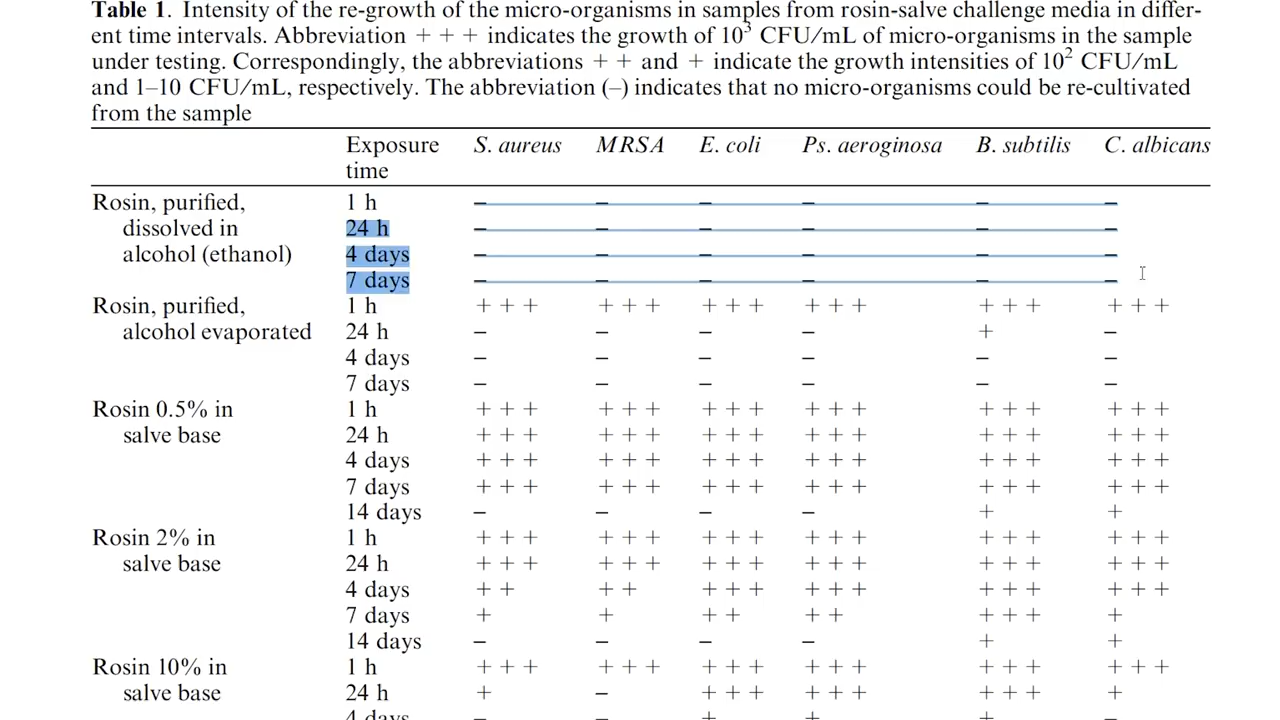 Table 1. Intensity of the re-growth of the micro-organisms in samples from rosin-salve challenge media in differ-
ent time intervals. Abbreviation + + + indicates the growth of 10³ CFU/mL of micro-organisms in the sample
under testing. Correspondingly, the abbreviations + + and + indicate the growth intensities of 10² CFU/mL
and 1–10 CFU/mL, respectively. The abbreviation (–) indicates that no micro-organisms could be re-cultivated
from the sample
Exposure time S. aureus MRSA E. coli Ps. aeroginosa B. subtilis C. albicans
Rosin, purified, 1 h – – – – – –
dissolved in 24 h – – – – – –
alcohol (ethanol) 4 days – – – – – –
7 days – – – – – –
Rosin, purified, 1 h + + + + + + + + + + + + + + + + + +
alcohol evaporated 24 h – – – – + –
4 days – – – – – –
7 days – – – – – –
Rosin 0.5% in 1 h + + + + + + + + + + + + + + + + + +
salve base 24 h + + + + + + + + + + + + + + + + + +
4 days + + + + + + + + + + + + + + + + + +
7 days + + + + + + + + + + + + + + + + + +
14 days – – – – + +
Rosin 2% in 1 h + + + + + + + + + + + + + + + + + +
salve base 24 h + + + + + + + + + + + + + + + + + +
4 days + + + + + + + + + + + + + + + +
7 days + + + + + + + + + +
14 days – – – – + +
Rosin 10% in 1 h + + + + + + + + + + + + + + + + + +
salve base 24 h + – + + + + + + + + + +
4 days – – + + + –